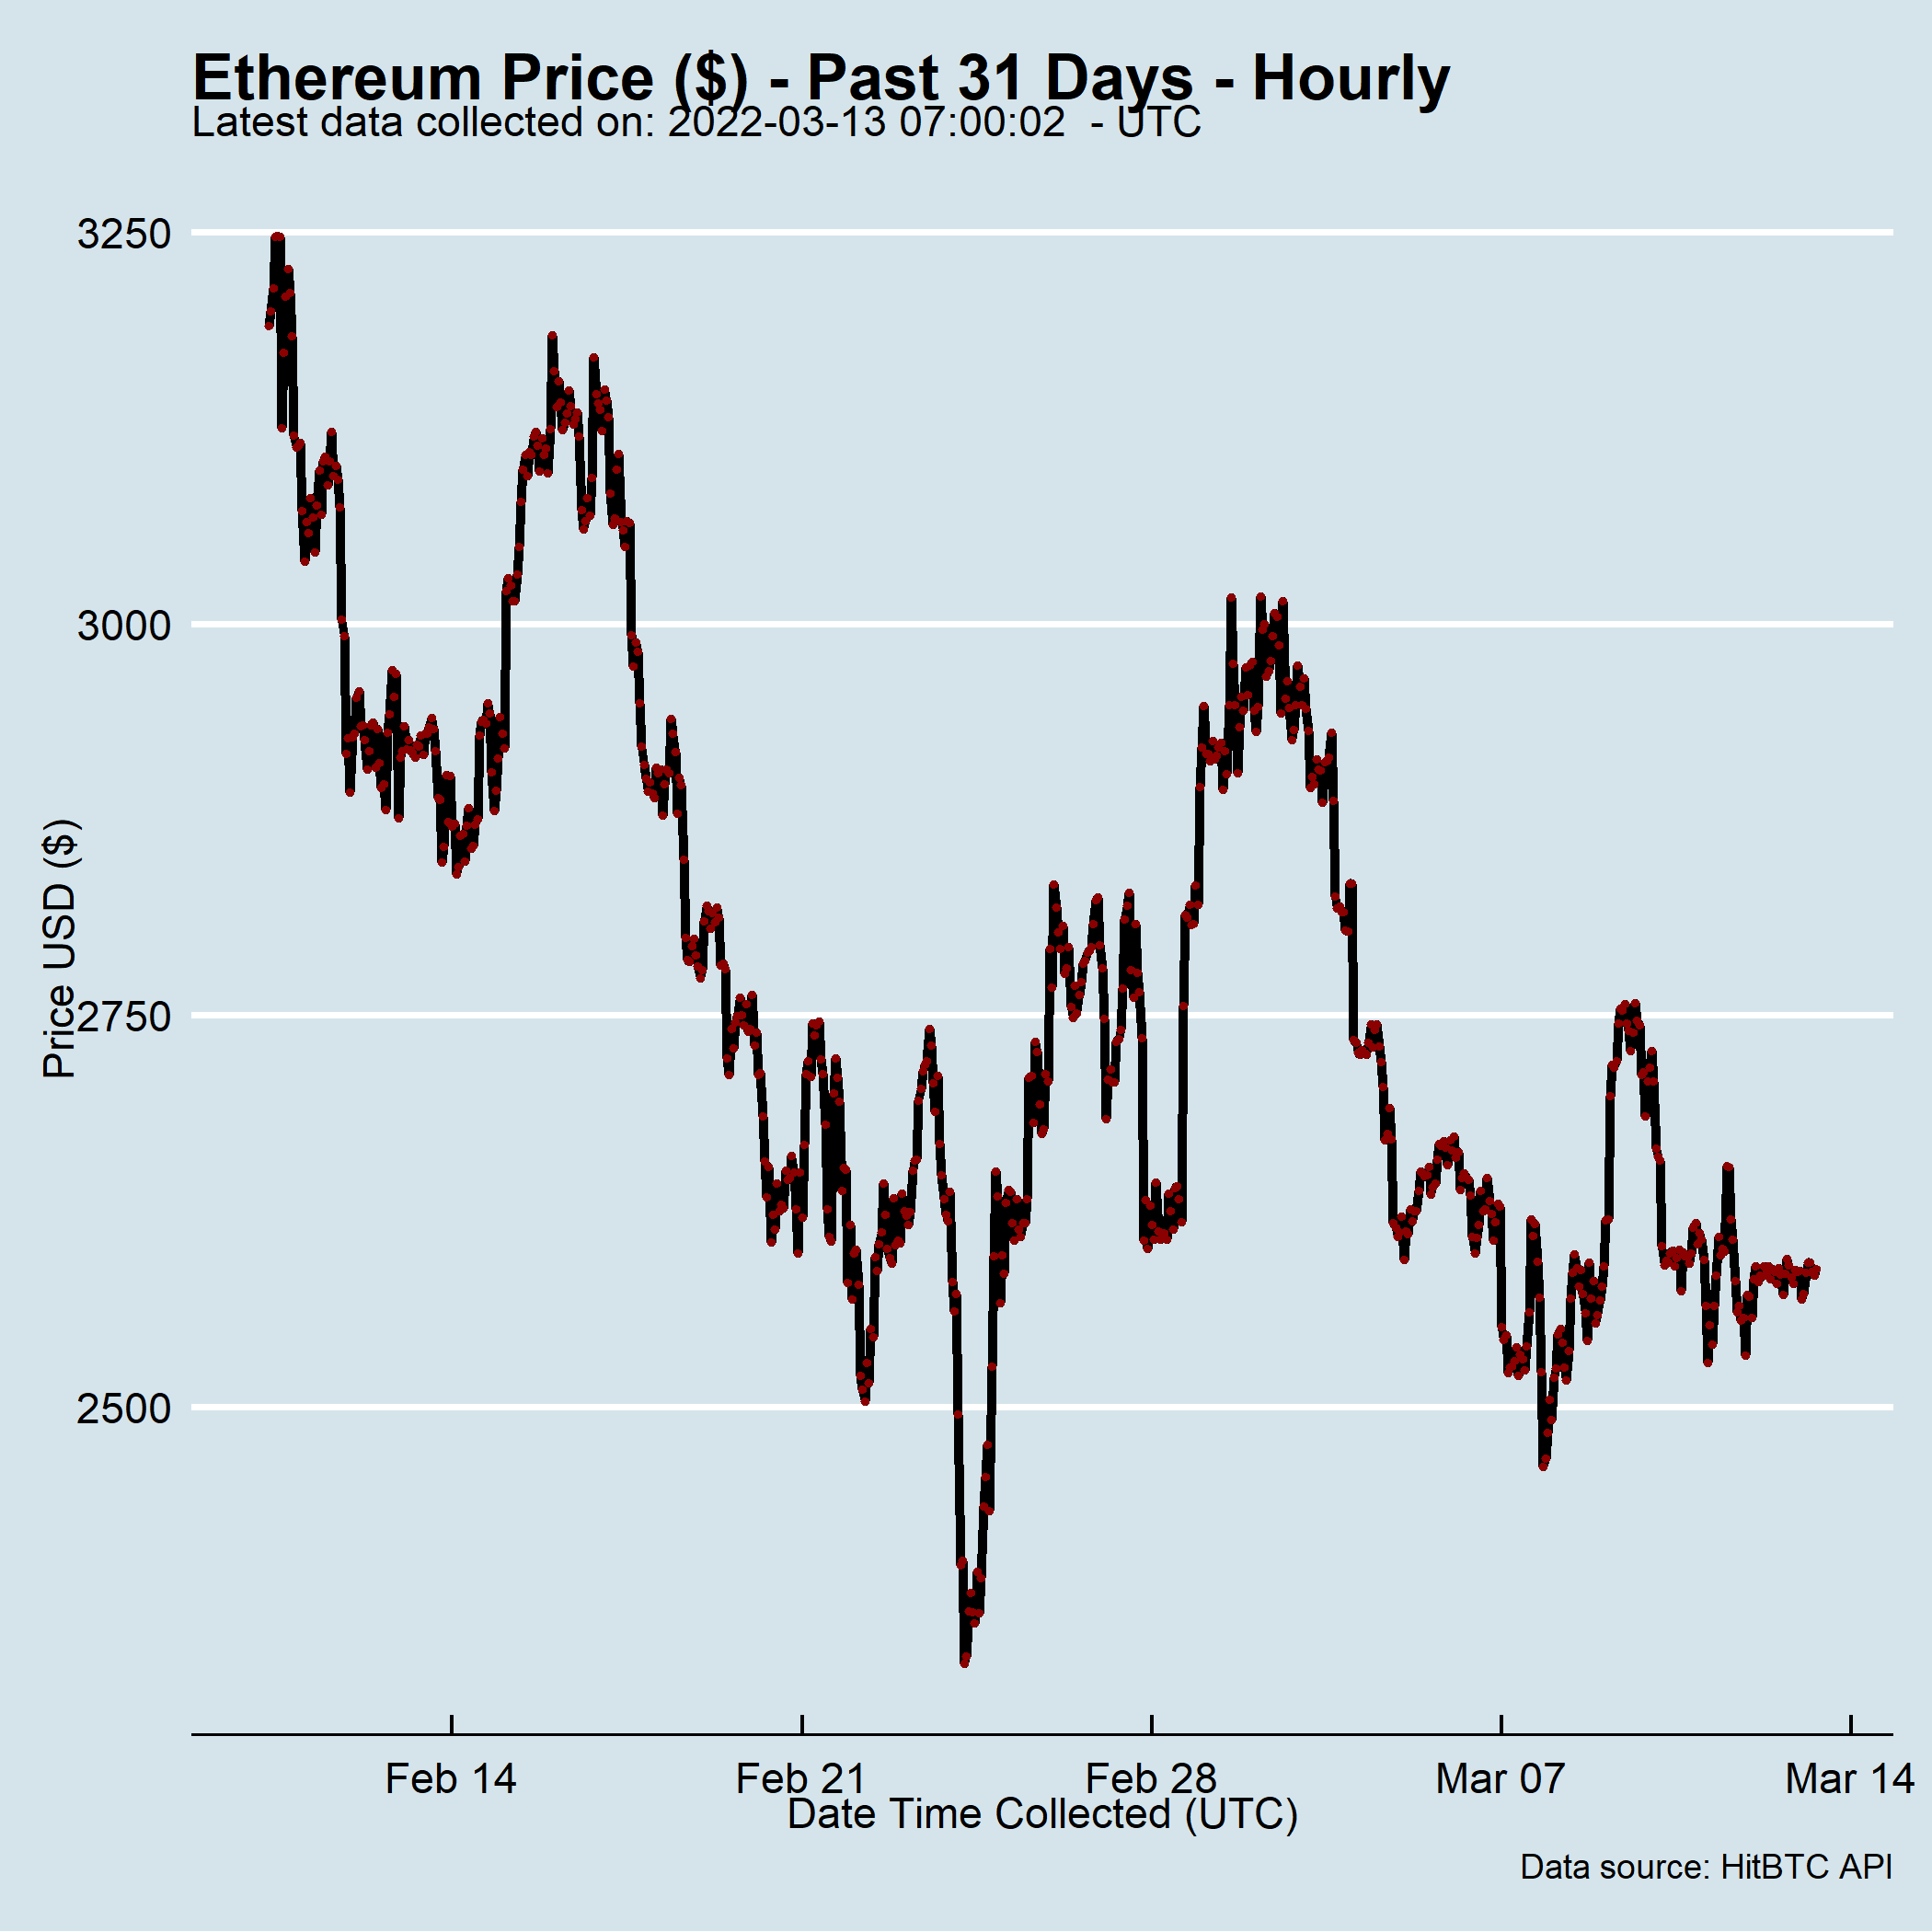 Ethereum Price ($) - Past 31 Days - Hourly
Latest data collected on: 2022-03-13 07:00:02  - UTC
3250
3000
2750
2500
Price USD ($)
Feb 14
Feb 21
Feb 28
Mar 07
Mar 14
Date Time Collected (UTC)
Data source: HitBTC API